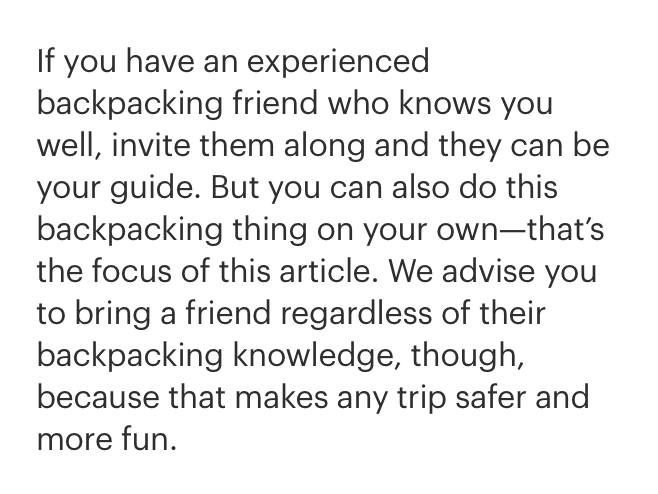 If you have an experienced
backpacking friend who knows you
well, invite them along and they can be
your guide. But you can also do this
backpacking thing on your own—that’s
the focus of this article. We advise you
to bring a friend regardless of their
backpacking knowledge, though,
because that makes any trip safer and
more fun.